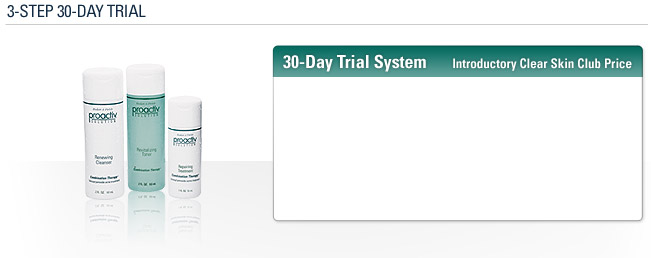 3-STEP 30-DAY TRIAL
30-Day Trial System Introductory Clear Skin Club Price
proactiv
SOLUTION
Renewing
Cleanser
Combination Therapy
proactiv
SOLUTION
Revitalizing
Toner
Combination Therapy
proactiv
SOLUTION
Repairing
Treatment
Combination Therapy